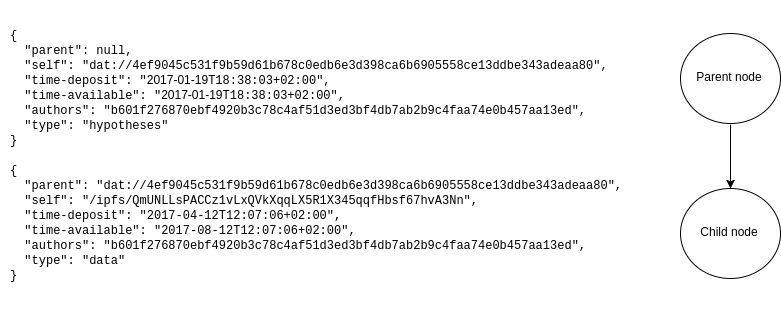 {
  "parent": null,
  "self": "dat://4ef9045c531f9b59d61b678c0edb6e3d398ca6b6905558ce13ddbe343adeaa80",
  "time-deposit": "2017-01-19T18:38:03+02:00",
  "time-available": "2017-01-19T18:38:03+02:00",
  "authors": "b601f276870ebf4920b3c78c4af51d3ed3bf4db7ab2b9c4faa74e0b457aa13ed",
  "type": "hypotheses"
}
{
  "parent": "dat://4ef9045c531f9b59d61b678c0edb6e3d398ca6b6905558ce13ddbe343adeaa80",
  "self": "/ipfs/QmUNLLsPACCz1vLxQVkXqqLX5R1X345qqfHbsf67hvA3Nn",
  "time-deposit": "2017-04-12T12:07:06+02:00",
  "time-available": "2017-08-12T12:07:06+02:00",
  "authors": "b601f276870ebf4920b3c78c4af51d3ed3bf4db7ab2b9c4faa74e0b457aa13ed",
  "type": "data"
}
Parent node
Child node